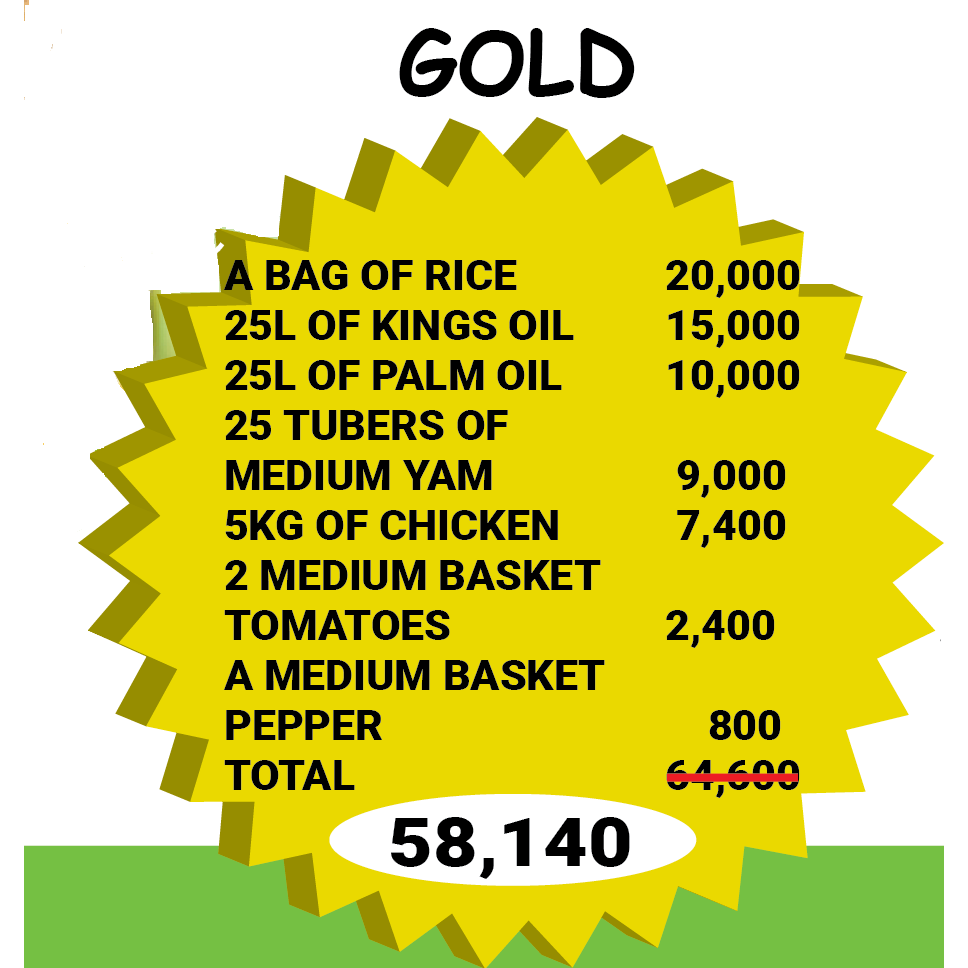 GOLD
A BAG OF RICE 20,000
25L OF KINGS OIL 15,000
25L OF PALM OIL 10,000
25 TUBERS OF
MEDIUM YAM 9,000
5KG OF CHICKEN 7,400
2 MEDIUM BASKET
TOMATOES 2,400
A MEDIUM BASKET
PEPPER 800
TOTAL 64,600
58,140